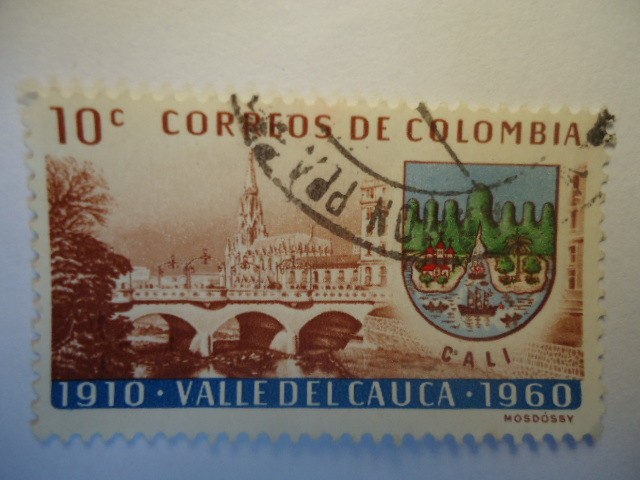 10c CORREOS DE COLOMBIA
CALI
1910 · VALLE DEL CAUCA · 1960
MOSDÓSSY